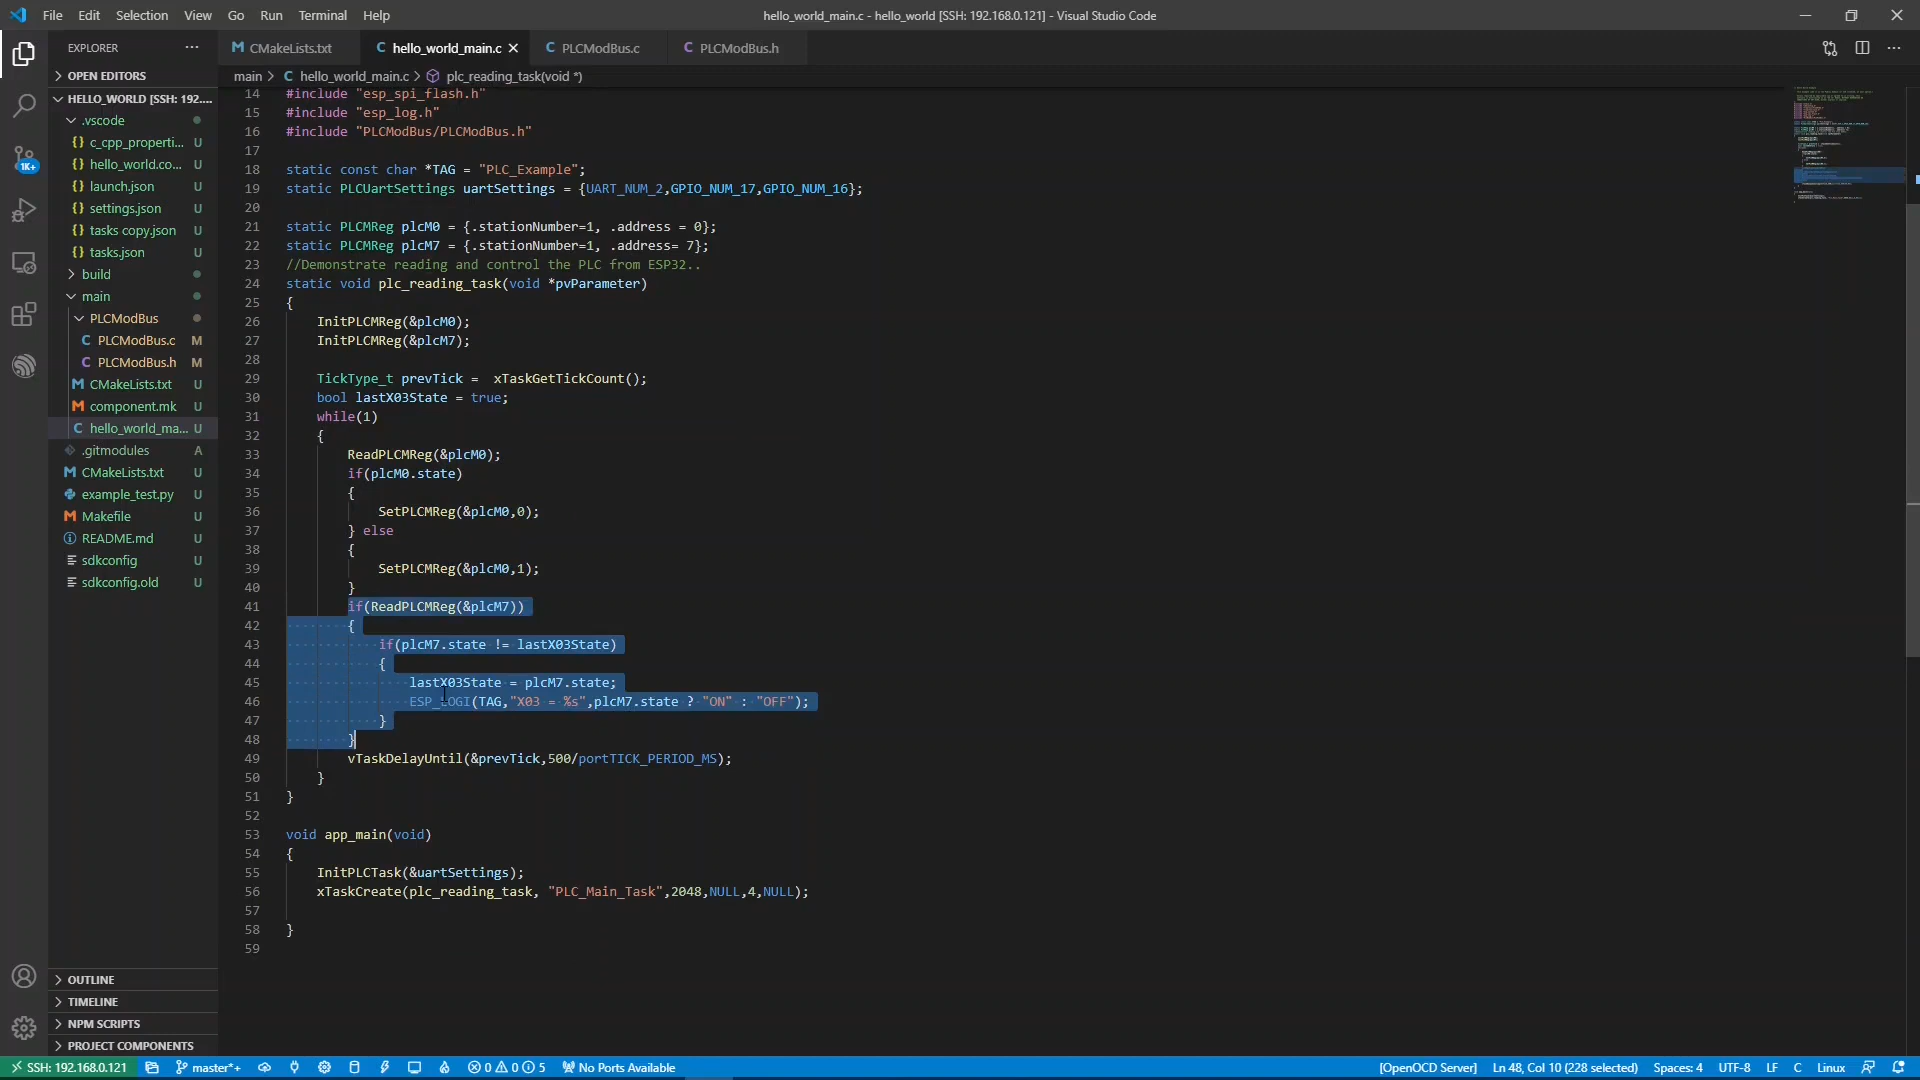 File Edit Selection View Go Run Terminal Help
hello_world_main.c - hello_world [SSH: 192.168.0.121] - Visual Studio Code
EXPLORER
OPEN EDITORS
HELLO_WORLD [SSH: 192....
.vscode
c_cpp_properti... U
hello_world.co... U
launch.json U
settings.json U
tasks copy.json U
tasks.json U
build
main
PLCModBus
PLCModBus.c M
PLCModBus.h M
CMakeLists.txt U
component.mk U
hello_world_ma... U
.gitmodules A
CMakeLists.txt U
example_test.py U
Makefile U
README.md U
sdkconfig U
sdkconfig.old U
OUTLINE
TIMELINE
NPM SCRIPTS
PROJECT COMPONENTS
1K+
CMakeLists.txt hello_world_main.c PLCModBus.c PLCModBus.h
main > C hello_world_main.c > plc_reading_task(void *)
14 #include "esp_spi_flash.h"
15 #include "esp_log.h"
16 #include "PLCModBus/PLCModBus.h"
17
18 static const char *TAG = "PLC_Example";
19 static PLCUartSettings uartSettings = {UART_NUM_2,GPIO_NUM_17,GPIO_NUM_16};
20
21 static PLCMReg plcM0 = {.stationNumber=1, .address = 0};
22 static PLCMReg plcM7 = {.stationNumber=1, .address= 7};
23 //Demonstrate reading and control the PLC from ESP32..
24 static void plc_reading_task(void *pvParameter)
25 {
26 InitPLCMReg(&plcM0);
27 InitPLCMReg(&plcM7);
28
29 TickType_t prevTick =  xTaskGetTickCount();
30 bool lastX03State = true;
31 while(1)
32 {
33 ReadPLCMReg(&plcM0);
34 if(plcM0.state)
35 {
36 SetPLCMReg(&plcM0,0);
37 } else
38 {
39 SetPLCMReg(&plcM0,1);
40 }
41 if(ReadPLCMReg(&plcM7))
42 {
43 if(plcM7.state != lastX03State)
44 {
45 lastX03State = plcM7.state;
46 ESP_LOGI(TAG,"X03 = %s",plcM7.state ? "ON" : "OFF");
47 }
48 }
49 vTaskDelayUntil(&prevTick,500/portTICK_PERIOD_MS);
50 }
51 }
52
53 void app_main(void)
54 {
55 InitPLCTask(&uartSettings);
56 xTaskCreate(plc_reading_task, "PLC_Main_Task",2048,NULL,4,NULL);
57
58 }
59
SSH: 192.168.0.121 master*+ 0 0 5 No Ports Available [OpenOCD Server] Ln 48, Col 10 (228 selected) Spaces: 4 UTF-8 LF C Linux